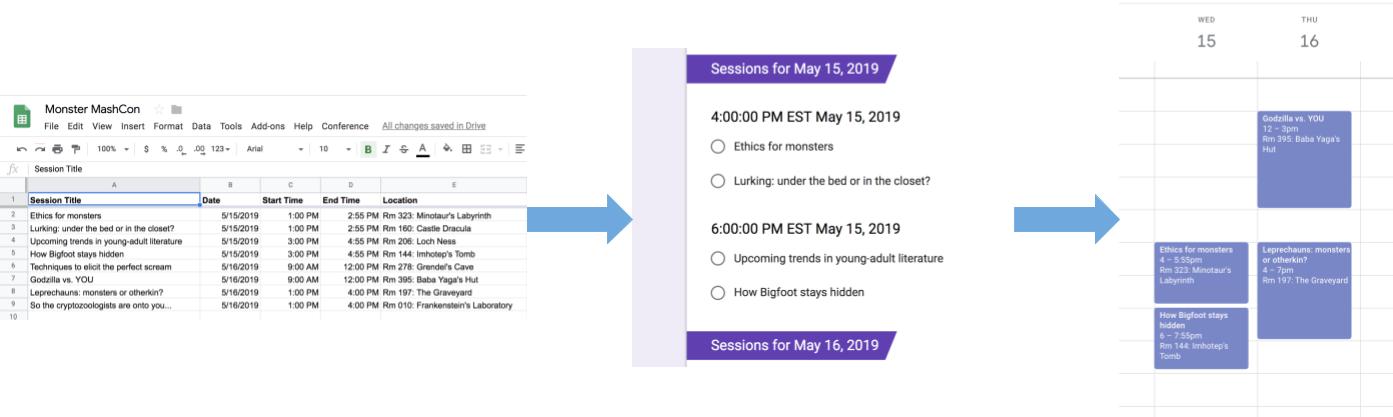 Monster MashCon
File Edit View Insert Format Data Tools Add-ons Help Conference All changes saved in Drive
100% $ % .0 .00 123 Arial 10 B I S A
fx Session Title
A B C D E
1 Session Title Date Start Time End Time Location
2 Ethics for monsters 5/15/2019 1:00 PM 2:55 PM Rm 323: Minotaur's Labyrinth
3 Lurking: under the bed or in the closet? 5/15/2019 1:00 PM 2:55 PM Rm 160: Castle Dracula
4 Upcoming trends in young-adult literature 5/15/2019 3:00 PM 4:55 PM Rm 206: Loch Ness
5 How Bigfoot stays hidden 5/15/2019 3:00 PM 4:55 PM Rm 144: Imhotep's Tomb
6 Techniques to elicit the perfect scream 5/16/2019 9:00 AM 12:00 PM Rm 278: Grendel's Cave
7 Godzilla vs. YOU 5/16/2019 9:00 AM 12:00 PM Rm 395: Baba Yaga's Hut
8 Leprechauns: monsters or otherkin? 5/16/2019 1:00 PM 4:00 PM Rm 197: The Graveyard
9 So the cryptozoologists are onto you... 5/16/2019 1:00 PM 4:00 PM Rm 010: Frankenstein's Laboratory
10
Sessions for May 15, 2019
4:00:00 PM EST May 15, 2019
Ethics for monsters
Lurking: under the bed or in the closet?
6:00:00 PM EST May 15, 2019
Upcoming trends in young-adult literature
How Bigfoot stays hidden
Sessions for May 16, 2019
WED THU
15 16
Godzilla vs. YOU
12 – 3pm
Rm 395: Baba Yaga's
Hut
Ethics for monsters
4 – 5:55pm
Rm 323: Minotaur's
Labyrinth
Leprechauns: monsters
or otherkin?
4 – 7pm
Rm 197: The Graveyard
How Bigfoot stays
hidden
6 – 7:55pm
Rm 144: Imhotep's
Tomb